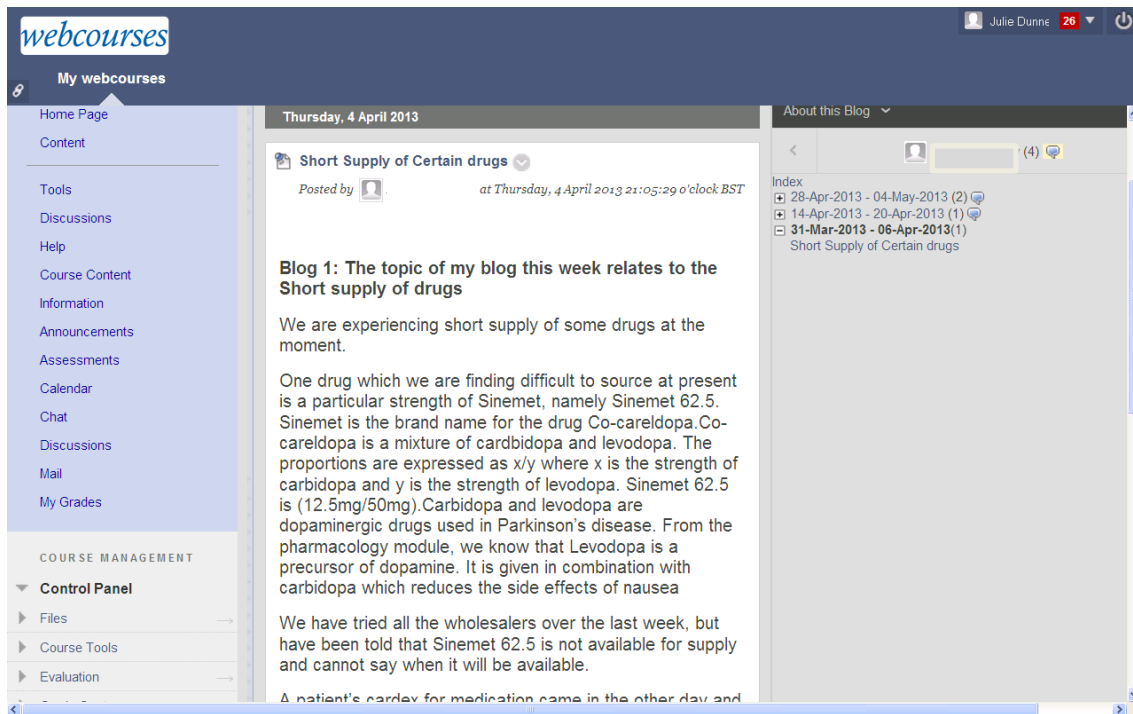 webcourses
Julie Dunne 26
My webcourses
Home Page
Content
Tools
Discussions
Help
Course Content
Information
Announcements
Assessments
Calendar
Chat
Discussions
Mail
My Grades
COURSE MANAGEMENT
Control Panel
Files
Course Tools
Evaluation
Thursday, 4 April 2013
Short Supply of Certain drugs
Posted by at Thursday, 4 April 2013 21:05:29 o'clock BST
Blog 1: The topic of my blog this week relates to the
Short supply of drugs
We are experiencing short supply of some drugs at the
moment.
One drug which we are finding difficult to source at present
is a particular strength of Sinemet, namely Sinemet 62.5.
Sinemet is the brand name for the drug Co-careldopa.Co-
careldopa is a mixture of cardbidopa and levodopa. The
proportions are expressed as x/y where x is the strength of
carbidopa and y is the strength of levodopa. Sinemet 62.5
is (12.5mg/50mg).Carbidopa and levodopa are
dopaminergic drugs used in Parkinson's disease. From the
pharmacology module, we know that Levodopa is a
precursor of dopamine. It is given in combination with
carbidopa which reduces the side effects of nausea
We have tried all the wholesalers over the last week, but
have been told that Sinemet 62.5 is not available for supply
and cannot say when it will be available.
A patient's cardex for medication came in the other day and
About this Blog
(4)
Index
28-Apr-2013 - 04-May-2013 (2)
14-Apr-2013 - 20-Apr-2013 (1)
31-Mar-2013 - 06-Apr-2013(1)
Short Supply of Certain drugs